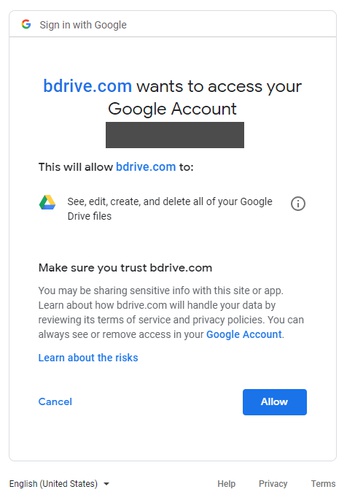 Sign in with Google
bdrive.com wants to access your
Google Account
This will allow bdrive.com to:
See, edit, create, and delete all of your Google
Drive files
Make sure you trust bdrive.com
You may be sharing sensitive info with this site or app.
Learn about how bdrive.com will handle your data by
reviewing its terms of service and privacy policies. You can
always see or remove access in your Google Account.
Learn about the risks
Cancel
Allow
English (United States)
Help
Privacy
Terms